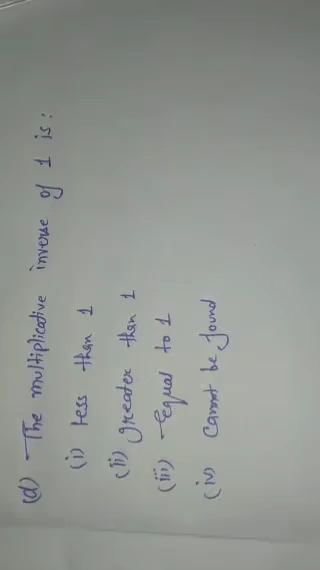 (d) The multiplicative inverse of 1 is:
(i) less than 1
(ii) greater than 1
(iii) Equal to 1
(iv) Cannot be found